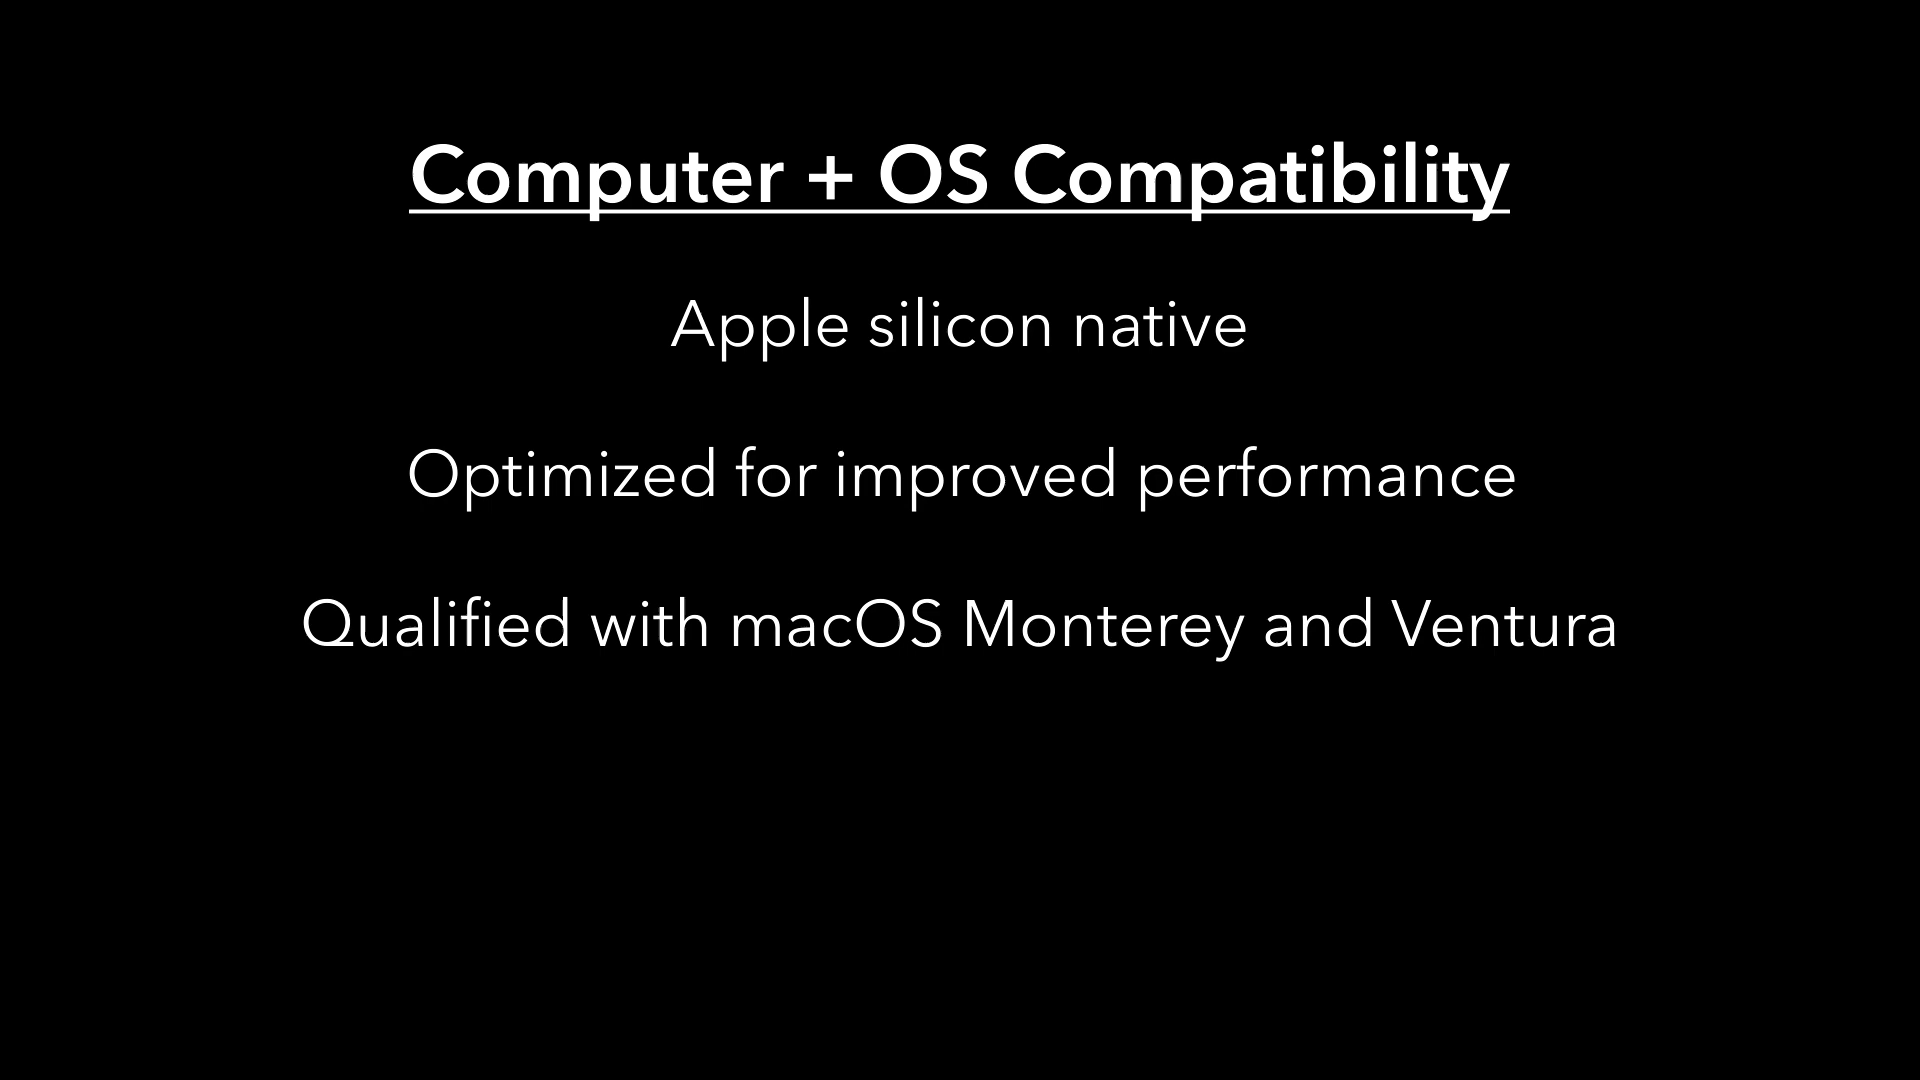 Computer + OS Compatibility
Apple silicon native
Optimized for improved performance
Qualified with macOS Monterey and Ventura